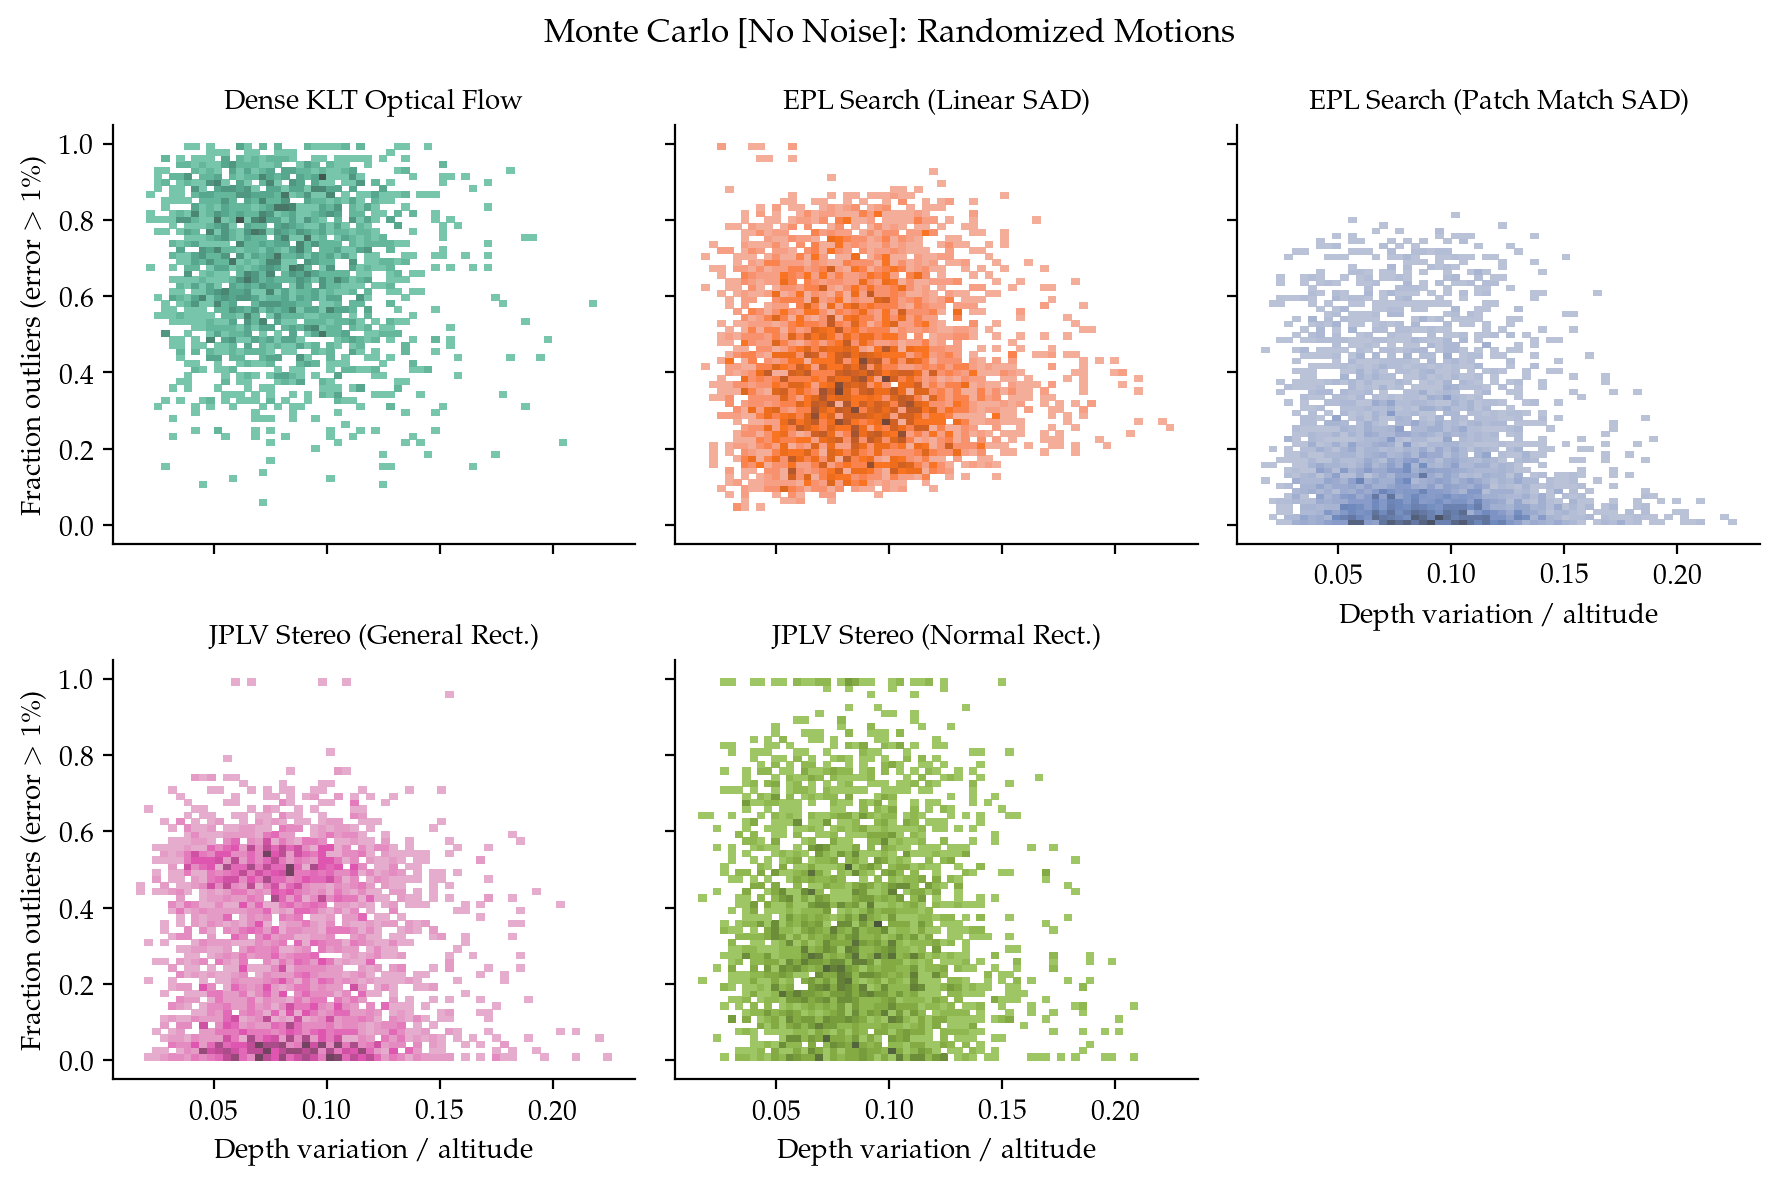 Monte Carlo [No Noise]: Randomized Motions
Dense KLT Optical Flow
EPL Search (Linear SAD)
EPL Search (Patch Match SAD)
Fraction outliers (error > 1%)
1.0
0.8
0.6
0.4
0.2
0.0
0.05 0.10 0.15 0.20
Depth variation / altitude
JPLV Stereo (General Rect.)
JPLV Stereo (Normal Rect.)
Fraction outliers (error > 1%)
1.0
0.8
0.6
0.4
0.2
0.0
0.05 0.10 0.15 0.20
Depth variation / altitude
0.05 0.10 0.15 0.20
Depth variation / altitude